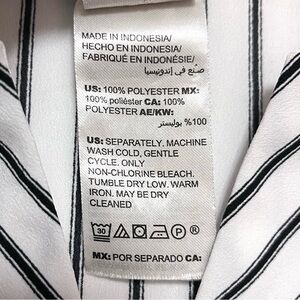 MADE IN INDONESIA/
HECHO EN INDONESIA/
FABRIQUÉ EN INDONÉSIE/
صنع في إندونيسيا
US: 100% POLYESTER MX:
100% poliéster CA: 100%
POLYESTER AE/KW:
100% بوليستر
US: SEPARATELY. MACHINE
WASH COLD, GENTLE
CYCLE. ONLY
NON-CHLORINE BLEACH.
TUMBLE DRY LOW. WARM
IRON. MAY BE DRY
CLEANED
30 P
MX: POR SEPARADO CA: